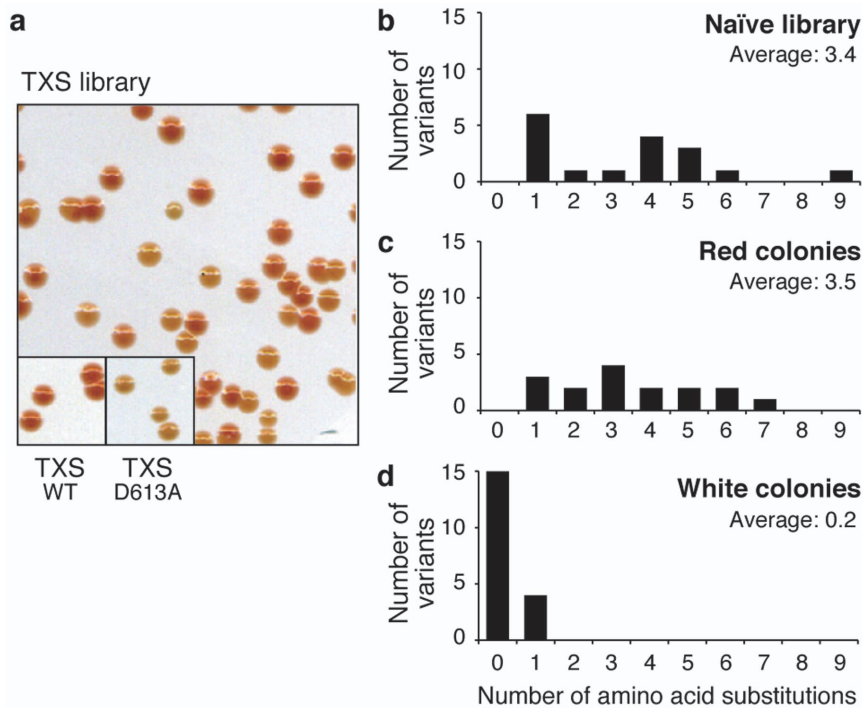 a
TXS library
TXS
WT
TXS
D613A
b
Naïve library
Average: 3.4
Number of
variants
15
10
5
0
0 1 2 3 4 5 6 7 8 9
c
Red colonies
Average: 3.5
Number of
variants
15
10
5
0
0 1 2 3 4 5 6 7 8 9
d
White colonies
Average: 0.2
Number of
variants
15
10
5
0
0 1 2 3 4 5 6 7 8 9
Number of amino acid substitutions